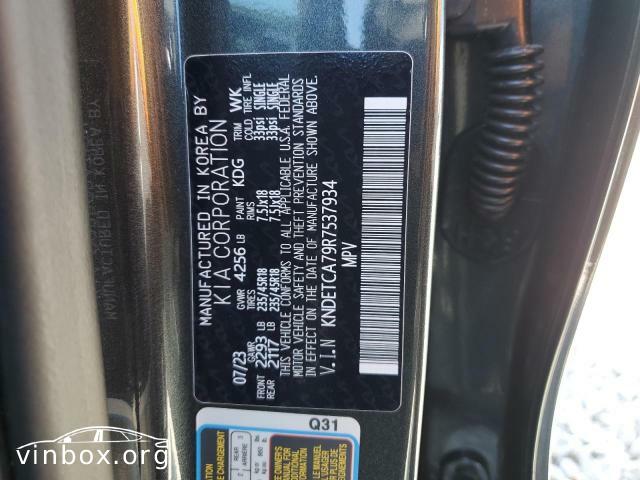 MANUFACTURED IN KOREA BY
KIA CORPORATION
07/23 GVWR 4256 LB PAINT KDG TRIM WK
GAWR TIRES RIMS COLD TIRE INFL
FRONT 2293 LB 235/45R18 7.5Jx18 33psi SINGLE
REAR 2117 LB 235/45R18 7.5Jx18 33psi SINGLE
THIS VEHICLE CONFORMS TO ALL APPLICABLE U.S.A. FEDERAL
MOTOR VEHICLE SAFETY AND THEFT PREVENTION STANDARDS
IN EFFECT ON THE DATE OF MANUFACTURE SHOWN ABOVE.
V.I.N KNDETCA79R7537934
MPV
Q31
REAR 3
ARRIERE
vinbox.org